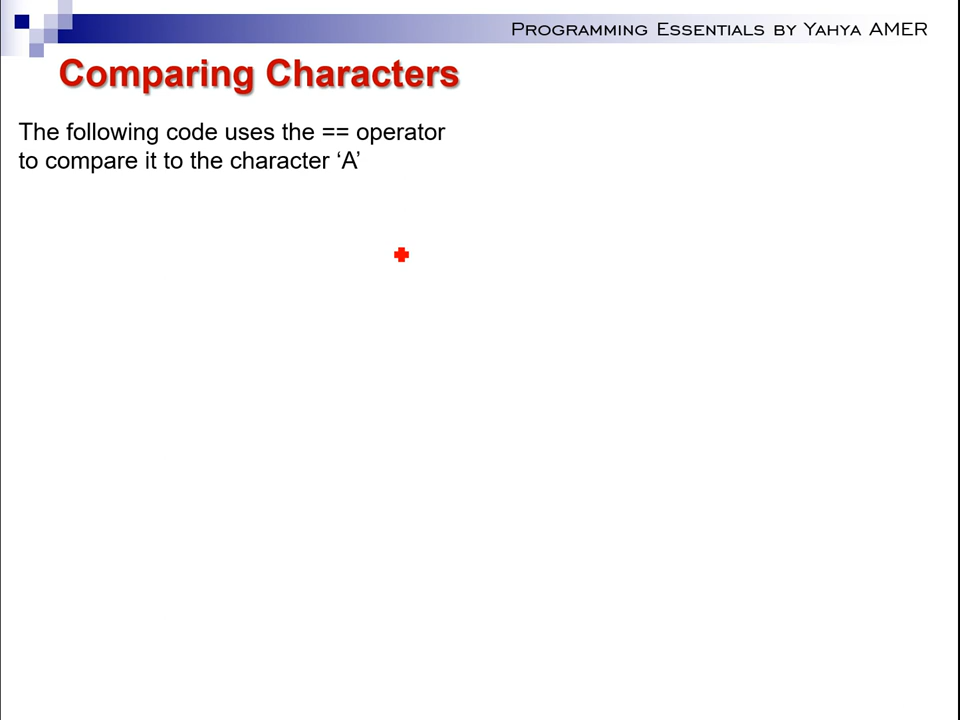 Programming Essentials by Yahya AMER
Comparing Characters
The following code uses the == operator
to compare it to the character ‘A’